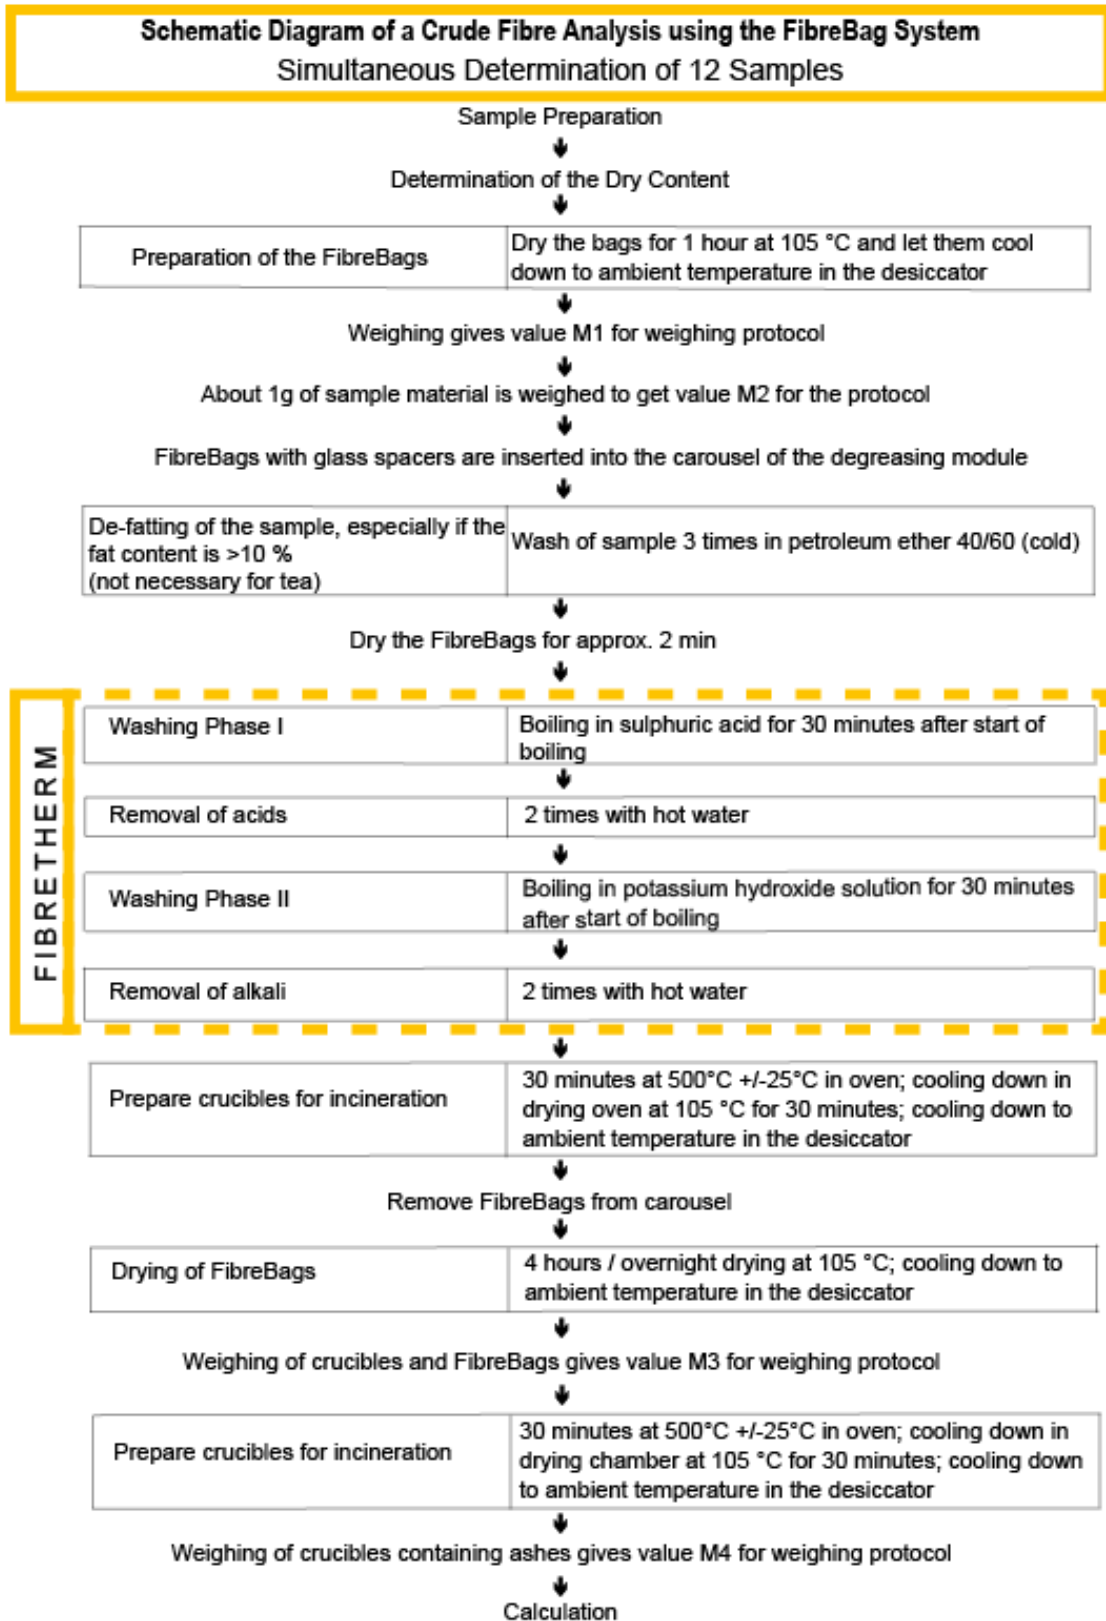 Schematic Diagram of a Crude Fibre Analysis using the FibreBag System
Simultaneous Determination of 12 Samples
Sample Preparation
Determination of the Dry Content
Preparation of the FibreBags
Dry the bags for 1 hour at 105 °C and let them cool
down to ambient temperature in the desiccator
Weighing gives value M1 for weighing protocol
About 1g of sample material is weighed to get value M2 for the protocol
FibreBags with glass spacers are inserted into the carousel of the degreasing module
De-fatting of the sample, especially if the
fat content is >10 %
(not necessary for tea)
Wash of sample 3 times in petroleum ether 40/60 (cold)
Dry the FibreBags for approx. 2 min
FIBRETHERM
Washing Phase I
Boiling in sulphuric acid for 30 minutes after start of
boiling
Removal of acids
2 times with hot water
Washing Phase II
Boiling in potassium hydroxide solution for 30 minutes
after start of boiling
Removal of alkali
2 times with hot water
Prepare crucibles for incineration
30 minutes at 500°C +/-25°C in oven; cooling down in
drying oven at 105 °C for 30 minutes; cooling down to
ambient temperature in the desiccator
Remove FibreBags from carousel
Drying of FibreBags
4 hours / overnight drying at 105 °C; cooling down to
ambient temperature in the desiccator
Weighing of crucibles and FibreBags gives value M3 for weighing protocol
Prepare crucibles for incineration
30 minutes at 500°C +/-25°C in oven; cooling down in
drying chamber at 105 °C for 30 minutes; cooling down
to ambient temperature in the desiccator
Weighing of crucibles containing ashes gives value M4 for weighing protocol
Calculation